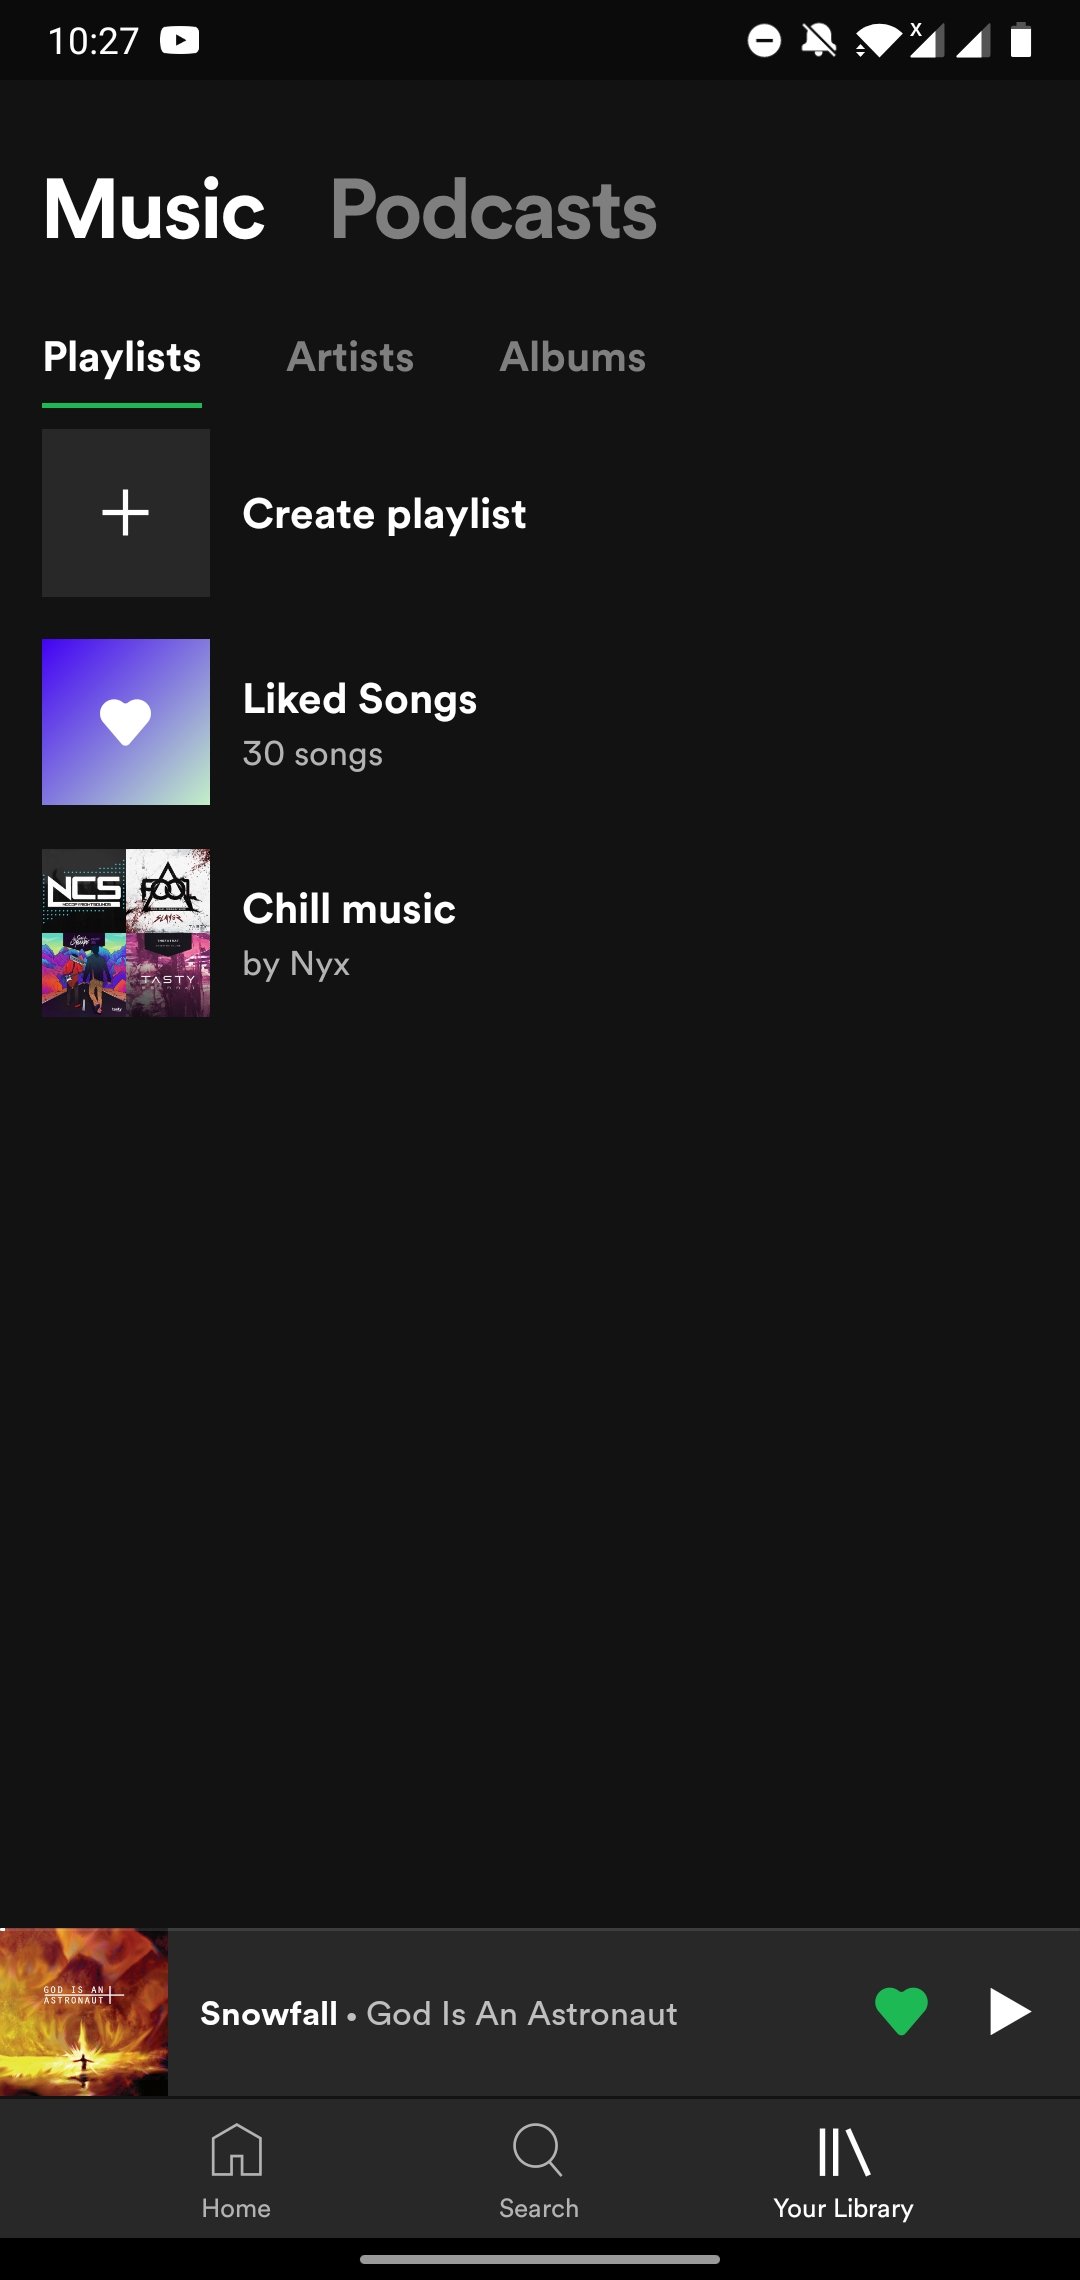 10:27
Music Podcasts
Playlists Artists Albums
Create playlist
Liked Songs
30 songs
NCS
FOOL
SLAYER
Chill music
by Nyx
TASTY
GOD IS AN
ASTRONAUT
Snowfall • God Is An Astronaut
Home Search Your Library